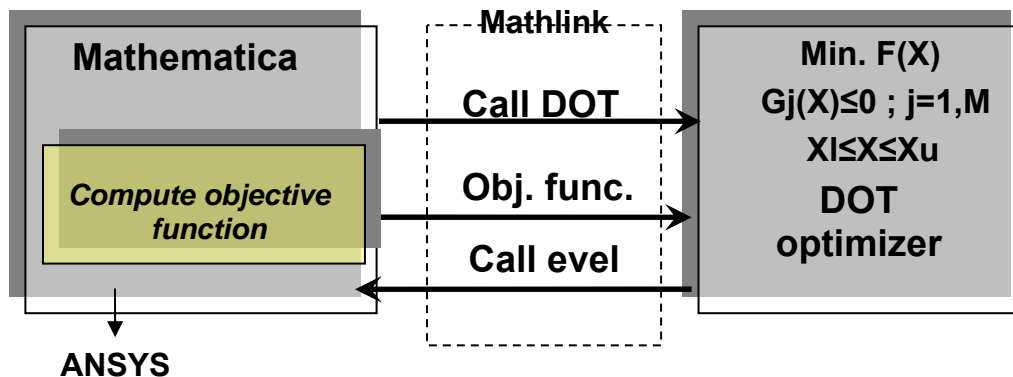 Mathlink
Mathematica
Compute objective
function
ANSYS
Call DOT
Obj. func.
Call evel
Min. F(X)
Gj(X)≤0 ; j=1,M
Xl≤X≤Xu
DOT
optimizer